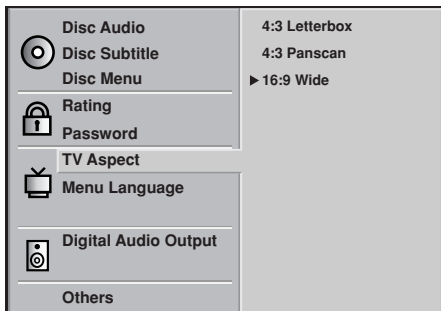 Disc Audio
Disc Subtitle
Disc Menu
Rating
Password
TV Aspect
Menu Language
Digital Audio Output
Others
4:3 Letterbox
4:3 Panscan
16:9 Wide